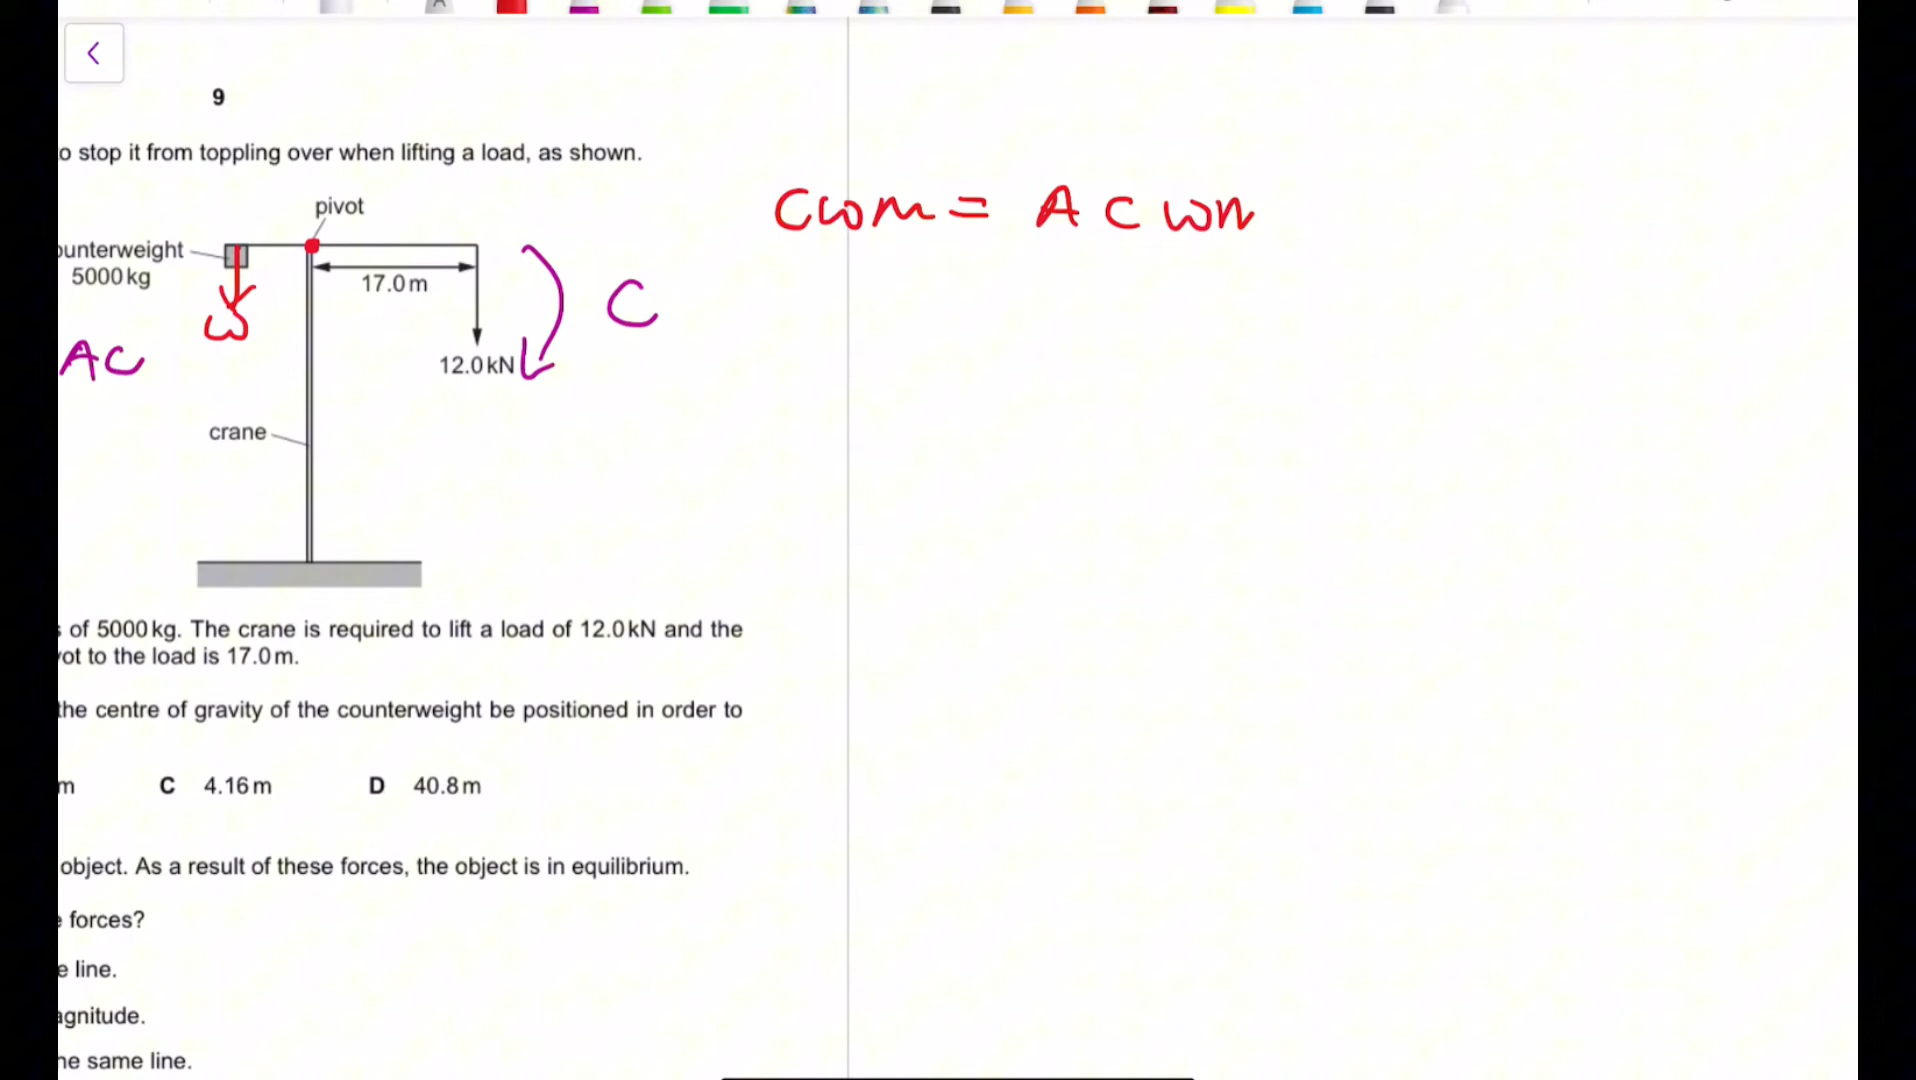 9
o stop it from toppling over when lifting a load, as shown.
pivot
CWM = ACWM
ounterweight
5000 kg
17.0 m
C
W
AC
12.0 kN
crane
of 5000 kg. The crane is required to lift a load of 12.0 kN and the
ot to the load is 17.0 m.
the centre of gravity of the counterweight be positioned in order to
m C 4.16 m D 40.8 m
object. As a result of these forces, the object is in equilibrium.
forces?
e line.
agnitude.
he same line.